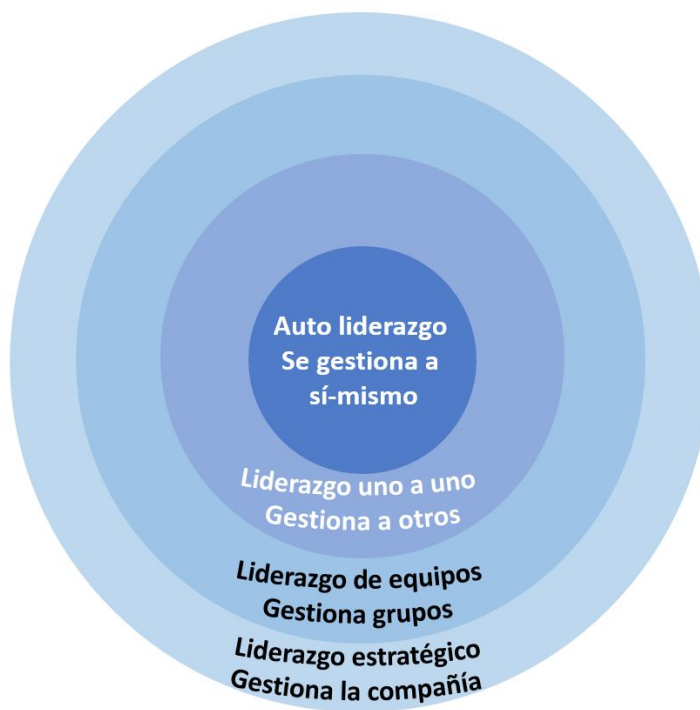 Auto liderazgo
Se gestiona a
sí-mismo
Liderazgo uno a uno
Gestiona a otros
Liderazgo de equipos
Gestiona grupos
Liderazgo estratégico
Gestiona la compañía